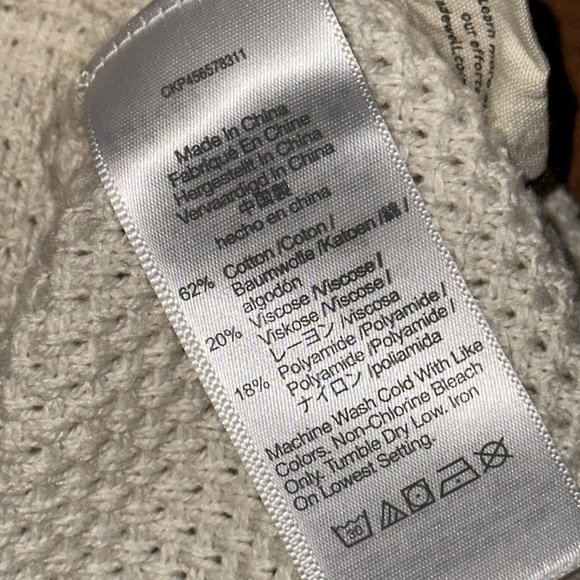 CKP456578311
Made In China
Fabriqué En Chine
Hergestellt In China
Vervaardigd In China
中国製
hecho en china
62% Cotton /Coton /
Baumwolle /Katoen /綿 /
algodón
20% Viscose /Viscose /
Viskose /Viscose /
レーヨン /viscosa
18% Polyamide /Polyamide /
Polyamide /Polyamide /
ナイロン /poliamida
Machine Wash Cold With Like
Colors. Non-Chlorine Bleach
Only. Tumble Dry Low. Iron
On Lowest Setting.
our efforts